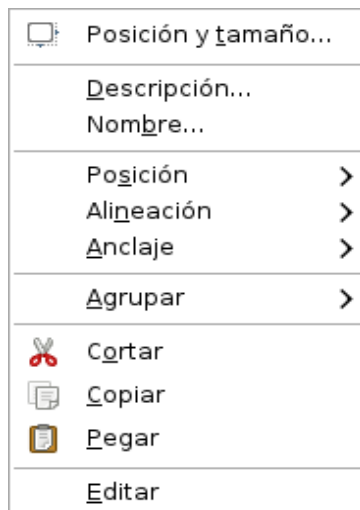 Posición y tamaño...
Descripción...
Nombre...
Posición
Alineación
Anclaje
Agrupar
Cortar
Copiar
Pegar
Editar